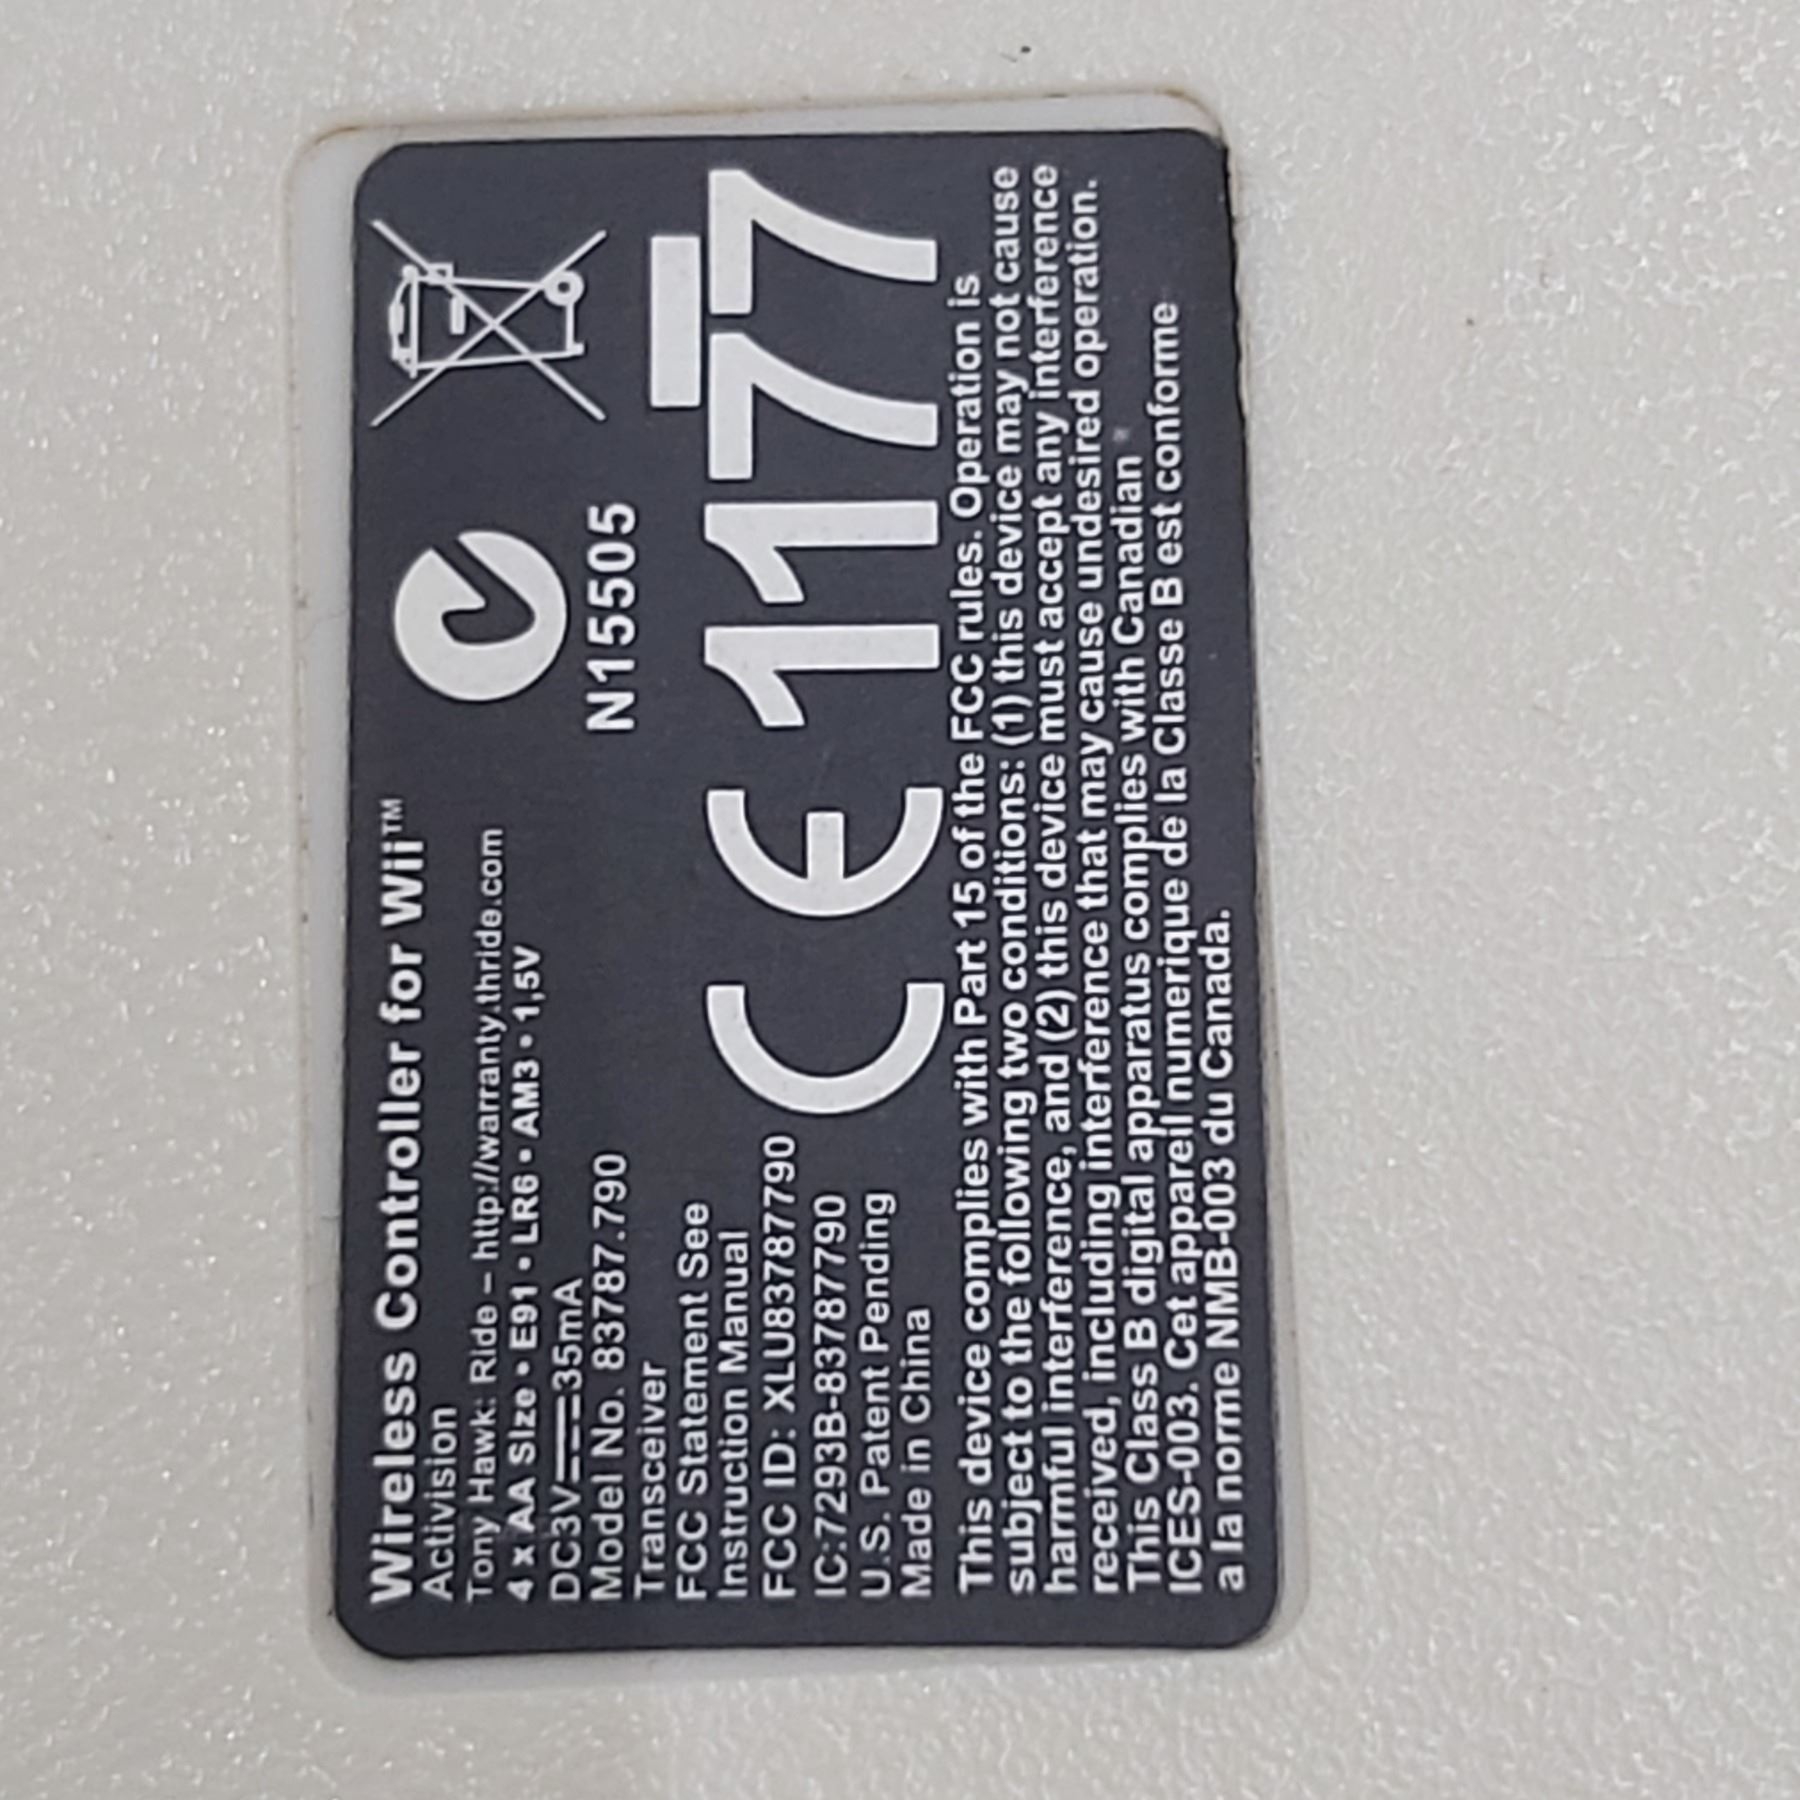 Wireless Controller for Wii™
Activision
Tony Hawk: Ride – http://warranty.thride.com
4 x AA Size • E91 • LR6 • AM3 • 1,5V
DC3V⎓35mA
Model No. 83787.790
Transceiver
FCC Statement See
Instruction Manual
FCC ID: XLU83787790
IC:7293B-83787790
U.S. Patent Pending
Made in China
N15505
CE1177
This device complies with Part 15 of the FCC rules. Operation is
subject to the following two conditions: (1) this device may not cause
harmful interference, and (2) this device must accept any interference
received, including interference that may cause undesired operation.
This Class B digital apparatus complies with Canadian
ICES-003. Cet appareil numerique de la Classe B est conforme
a la norme NMB-003 du Canada.